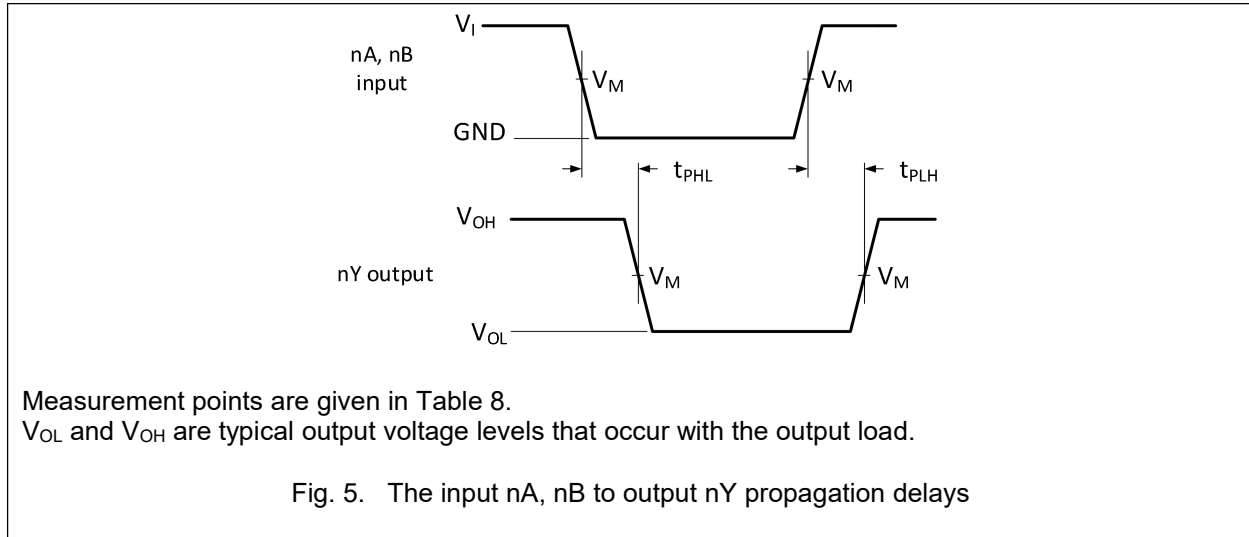 V_I
nA, nB
input
V_M
V_M
GND
t_PHL
t_PLH
V_OH
nY output
V_M
V_M
V_OL
Measurement points are given in Table 8.
V_OL and V_OH are typical output voltage levels that occur with the output load.
Fig. 5. The input nA, nB to output nY propagation delays